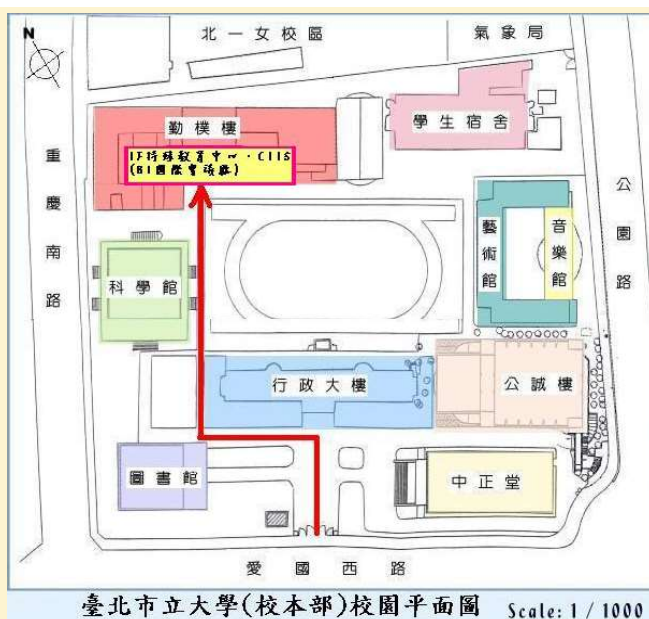 N
北一女校區
氣象局
勤樸樓
學生宿舍
1F特殊教育中心·C115
(B1國際會議廳)
重慶南路
公園路
藝術館
音樂館
科學館
行政大樓
公誠樓
圖書館
中正堂
愛國西路
臺北市立大學(校本部)校園平面圖 Scale: 1 / 1000